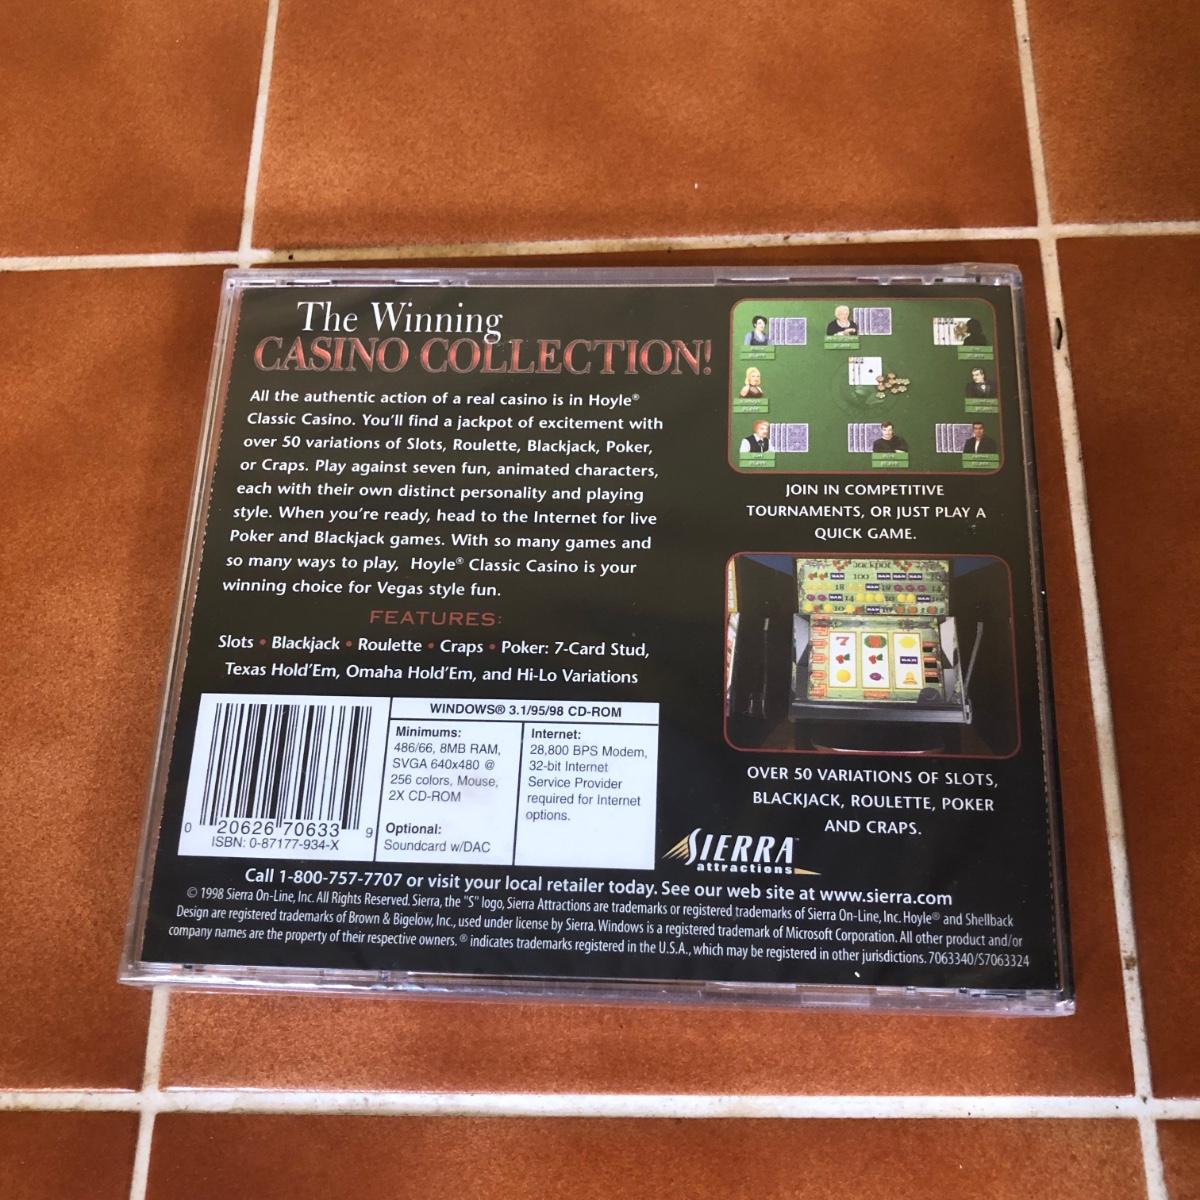 The Winning
CASINO COLLECTION!
All the authentic action of a real casino is in Hoyle®
Classic Casino. You'll find a jackpot of excitement with
over 50 variations of Slots, Roulette, Blackjack, Poker,
or Craps. Play against seven fun, animated characters,
each with their own distinct personality and playing
style. When you're ready, head to the Internet for live
Poker and Blackjack games. With so many games and
so many ways to play, Hoyle® Classic Casino is your
winning choice for Vegas style fun.
FEATURES:
Slots • Blackjack • Roulette • Craps • Poker: 7-Card Stud,
Texas Hold'Em, Omaha Hold'Em, and Hi-Lo Variations
JOIN IN COMPETITIVE
TOURNAMENTS, OR JUST PLAY A
QUICK GAME.
Jackpot
100
7
OVER 50 VARIATIONS OF SLOTS,
BLACKJACK, ROULETTE, POKER
AND CRAPS.
0 20626 70633 9
ISBN: 0-87177-934-X
WINDOWS® 3.1/95/98 CD-ROM
Minimums:
486/66, 8MB RAM,
SVGA 640x480 @
256 colors, Mouse,
2X CD-ROM
Optional:
Soundcard w/DAC
Internet:
28,800 BPS Modem,
32-bit Internet
Service Provider
required for Internet
options.
SIERRA™
attractions
Call 1-800-757-7707 or visit your local retailer today. See our web site at www.sierra.com
© 1998 Sierra On-Line, Inc. All Rights Reserved. Sierra, the "S" logo, Sierra Attractions are trademarks or registered trademarks of Sierra On-Line, Inc. Hoyle® and Shellback
Design are registered trademarks of Brown & Bigelow, Inc., used under license by Sierra. Windows is a registered trademark of Microsoft Corporation. All other product and/or
company names are the property of their respective owners. ® indicates trademarks registered in the U.S.A., which may be registered in other jurisdictions. 7063340/S7063324